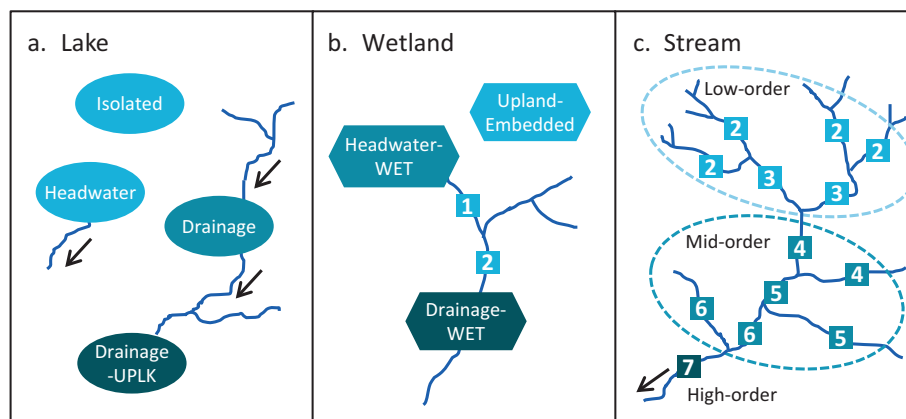 a. Lake
Isolated
Headwater
Drainage
Drainage
-UPLK
b. Wetland
Upland-
Embedded
Headwater-
WET
1
2
Drainage-
WET
c. Stream
Low-order
2
2
2
2
3
3
Mid-order
4
4
5
6
6
5
7
High-order